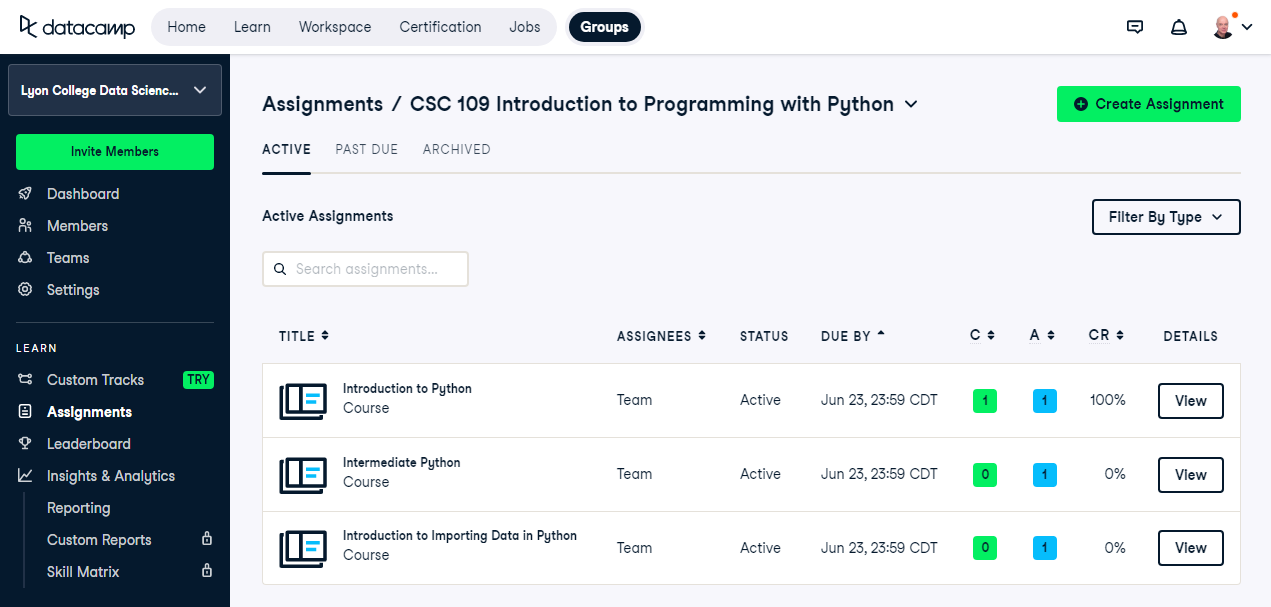 datacamp Home Learn Workspace Certification Jobs Groups
Lyon College Data Scienc...
Invite Members
Dashboard
Members
Teams
Settings
LEARN
Custom Tracks TRY
Assignments
Leaderboard
Insights & Analytics
Reporting
Custom Reports
Skill Matrix
Assignments / CSC 109 Introduction to Programming with Python
Create Assignment
ACTIVE PAST DUE ARCHIVED
Active Assignments
Filter By Type
Search assignments...
TITLE ASSIGNEES STATUS DUE BY C A CR DETAILS
Introduction to Python
Course
Team Active Jun 23, 23:59 CDT 1 1 100% View
Intermediate Python
Course
Team Active Jun 23, 23:59 CDT 0 1 0% View
Introduction to Importing Data in Python
Course
Team Active Jun 23, 23:59 CDT 0 1 0% View